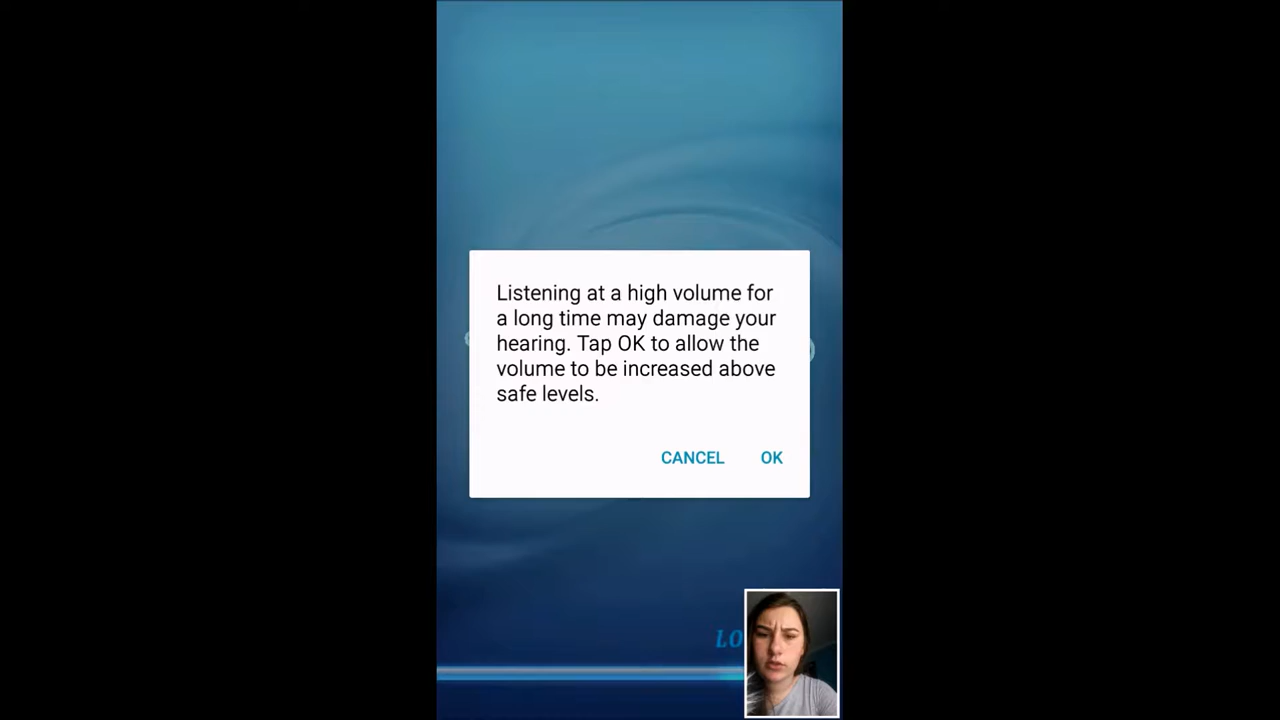 Listening at a high volume for
a long time may damage your
hearing. Tap OK to allow the
volume to be increased above
safe levels.
CANCEL OK